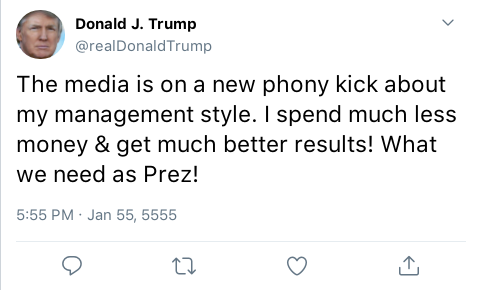 Donald J. Trump
@realDonaldTrump
The media is on a new phony kick about
my management style. I spend much less
money & get much better results! What
we need as Prez!
5:55 PM · Jan 55, 5555